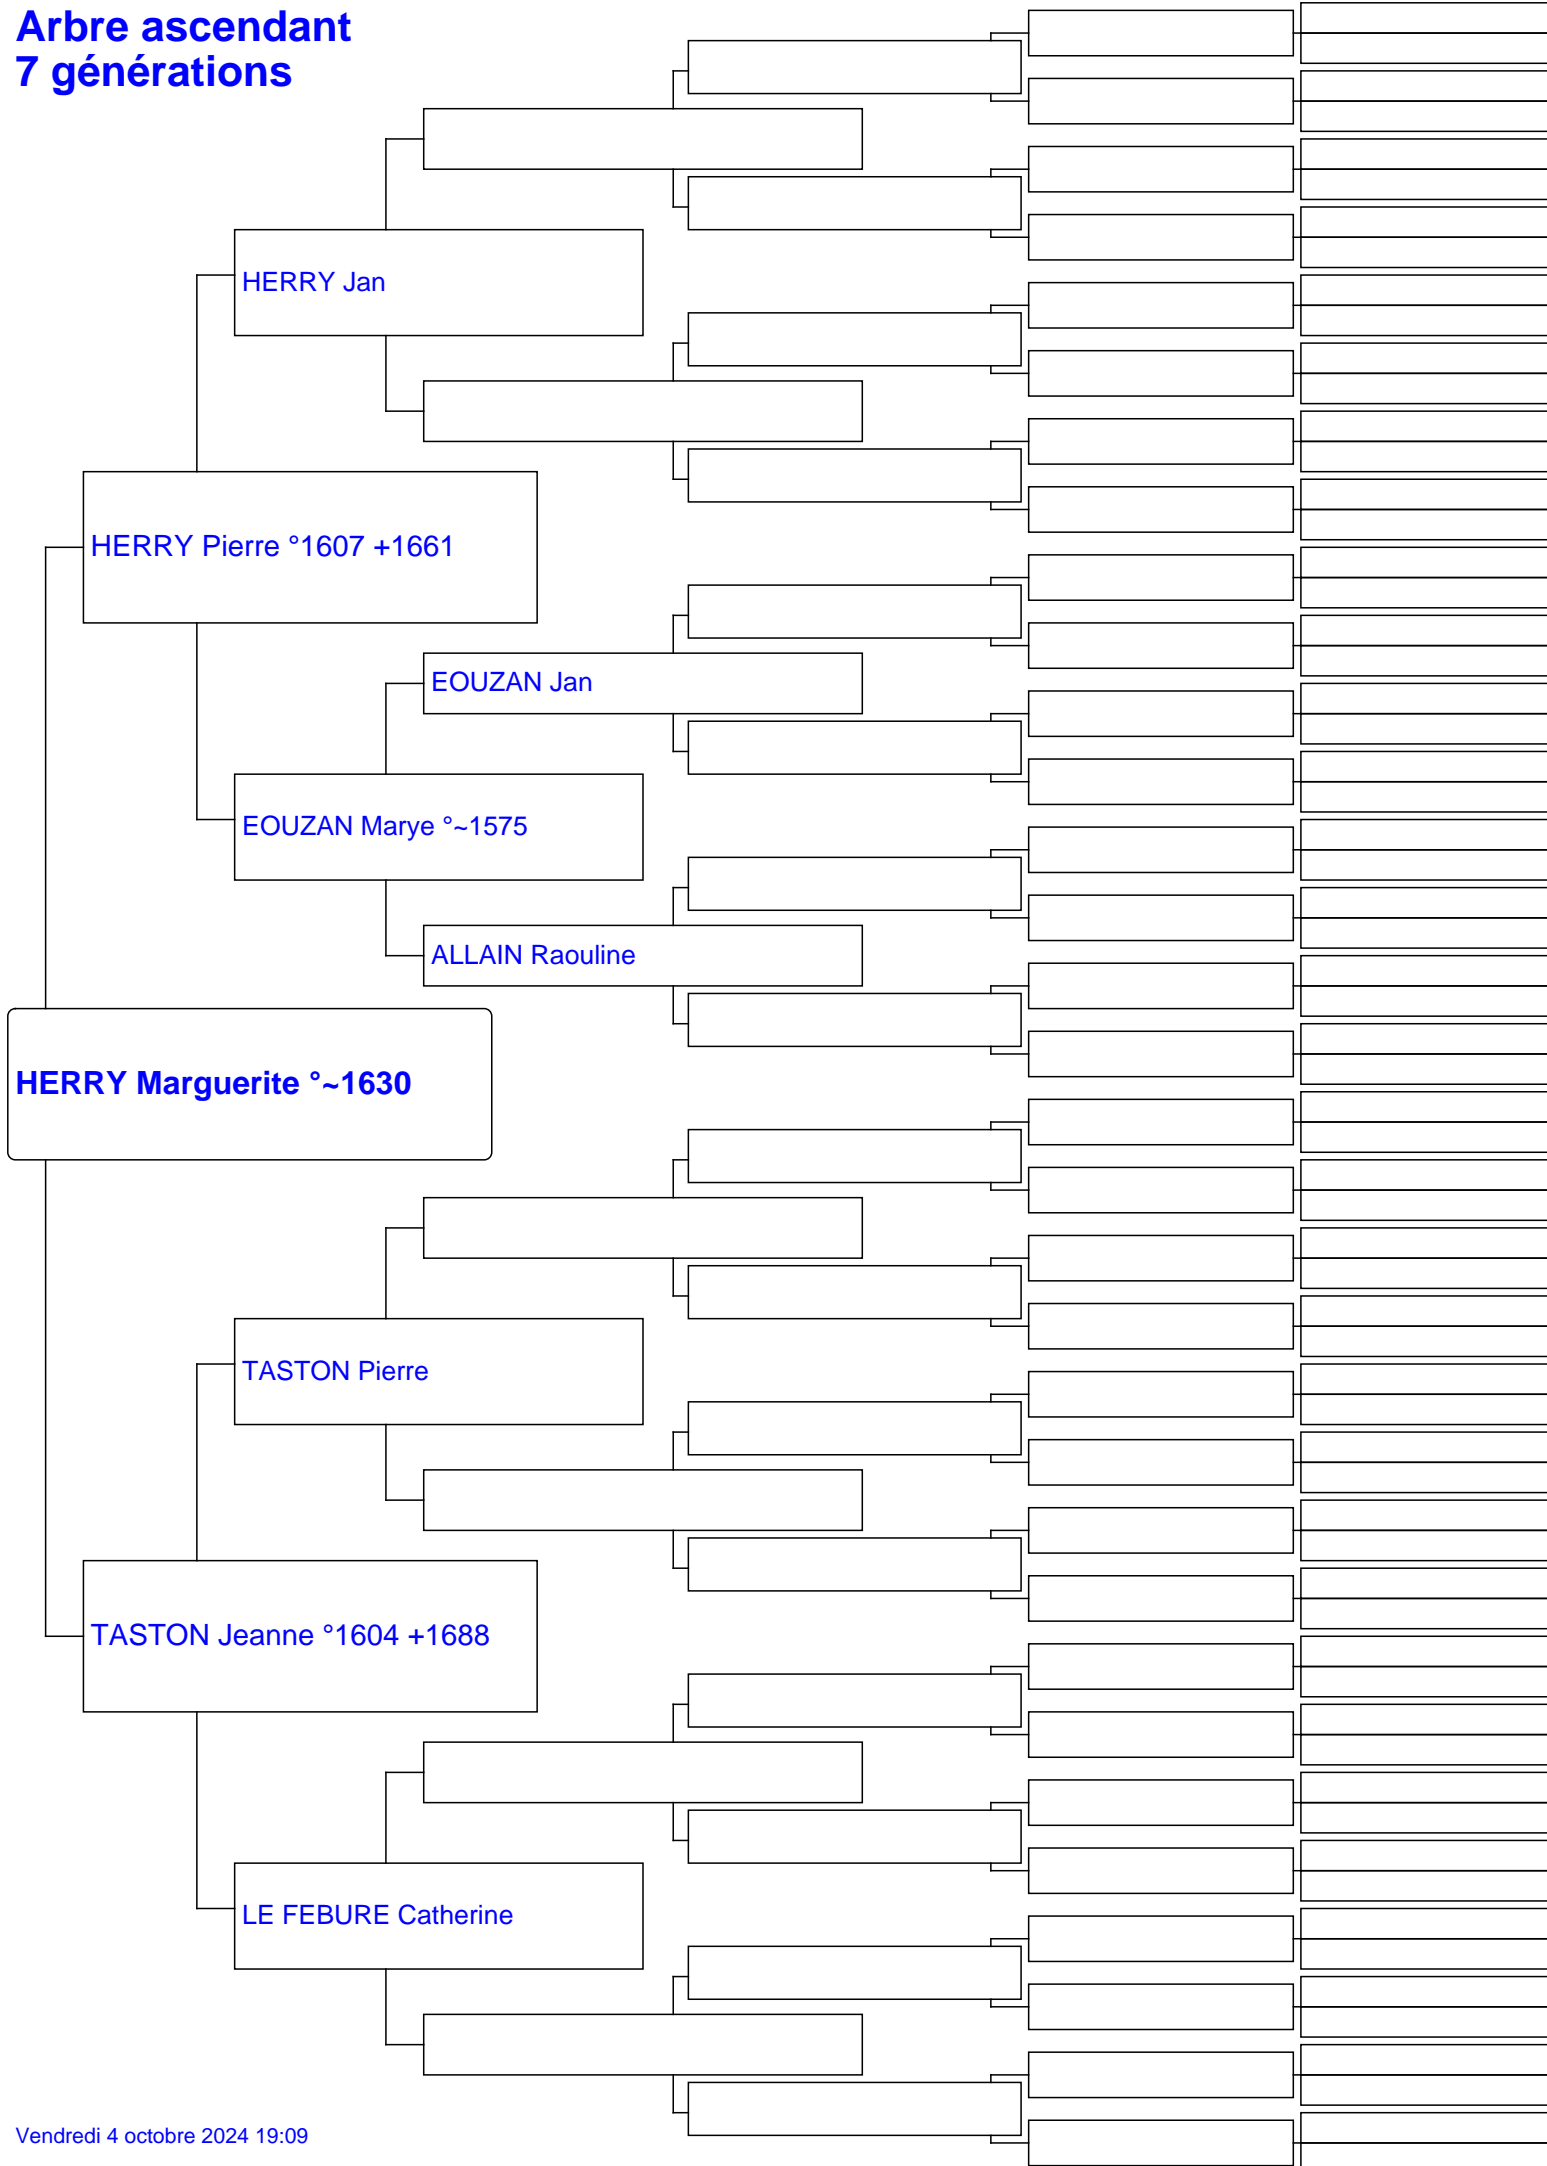 Arbre ascendant
7 générations
HERRY Jan
HERRY Pierre °1607 +1661
EOUZAN Jan
EOUZAN Marye °~1575
ALLAIN Raouline
HERRY Marguerite °~1630
TASTON Pierre
TASTON Jeanne °1604 +1688
LE FEBURE Catherine
Vendredi 4 octobre 2024 19:09